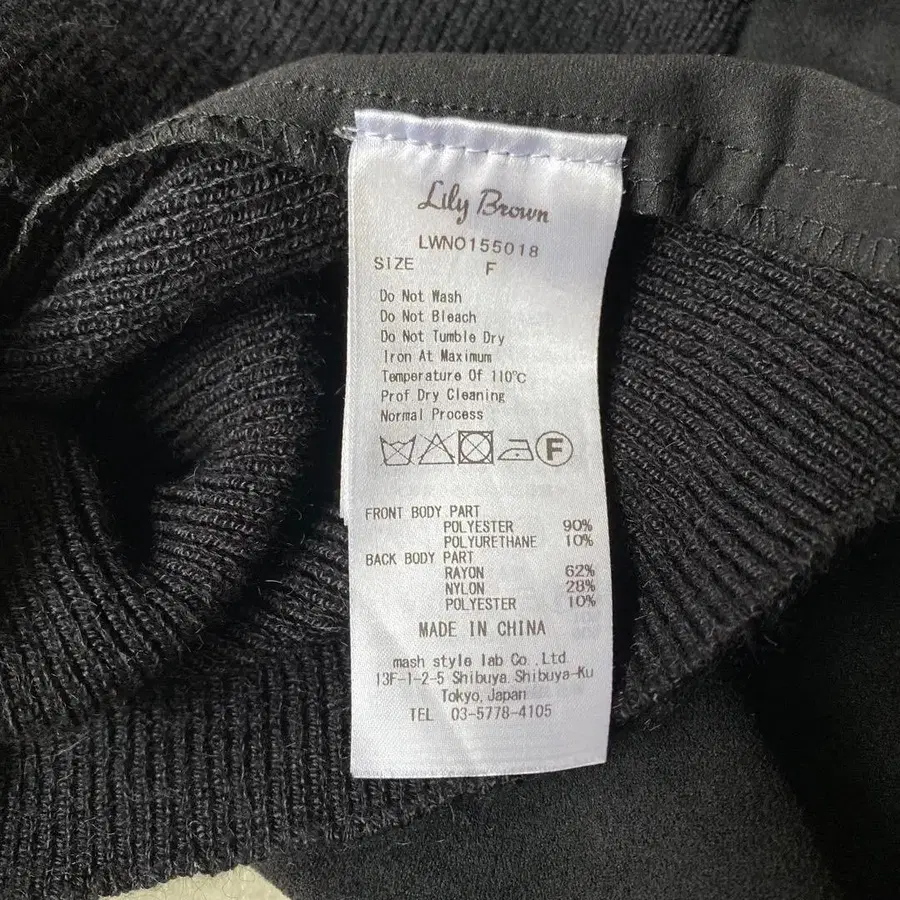 Lily Brown
LWNO155018
SIZE F
Do Not Wash
Do Not Bleach
Do Not Tumble Dry
Iron At Maximum
Temperature Of 110℃
Prof Dry Cleaning
Normal Process
F
FRONT BODY PART
POLYESTER 90%
POLYURETHANE 10%
BACK BODY PART
RAYON 62%
NYLON 28%
POLYESTER 10%
MADE IN CHINA
mash style lab Co.,Ltd.
13F-1-2-5 Shibuya.Shibuya-Ku
Tokyo,Japan
TEL 03-5778-4105